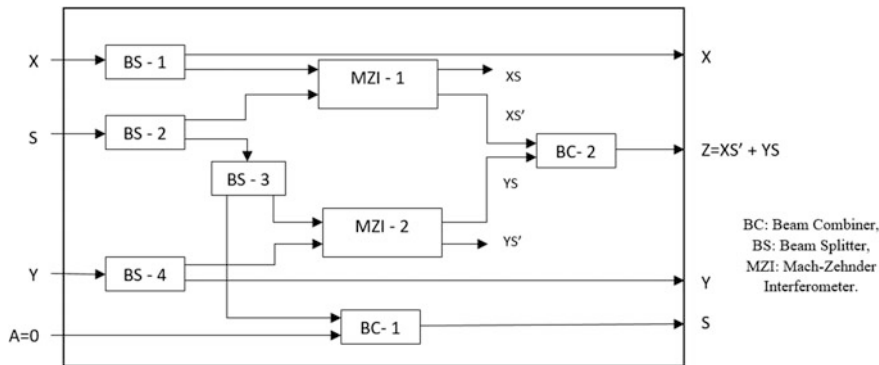 X
BS - 1
X
MZI - 1
XS
XS′
S
BS - 2
BC- 2
Z=XS′ + YS
BS - 3
YS
MZI - 2
YS′
BC: Beam Combiner,
BS: Beam Splitter,
MZI: Mach-Zehnder
Interferometer.
Y
BS - 4
Y
A=0
BC- 1
S